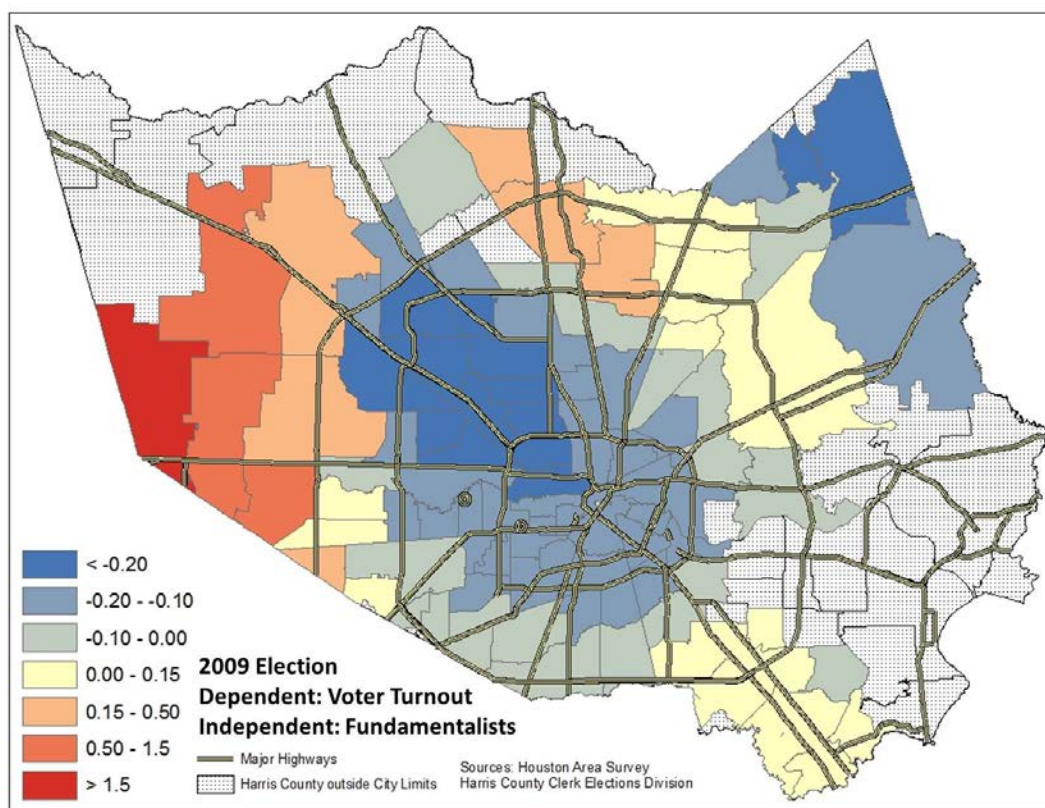 < -0.20
-0.20 - -0.10
-0.10 - 0.00
0.00 - 0.15
0.15 - 0.50
0.50 - 1.5
> 1.5
2009 Election
Dependent: Voter Turnout
Independent: Fundamentalists
Major Highways
Harris County outside City Limits
Sources: Houston Area Survey
Harris County Clerk Elections Division